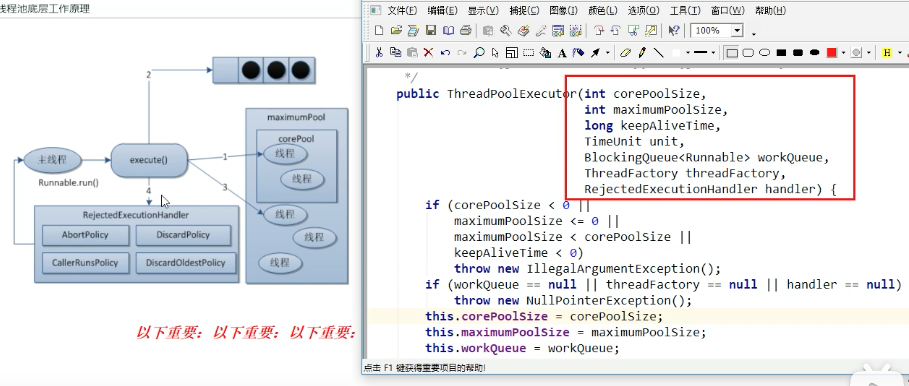 线程池底层工作原理
2
maximumPool
corePool
主线程
execute()
1
线程
Runnable.run()
线程
4
3
线程
RejectedExecutionHandler
线程
AbortPolicy
DiscardPolicy
CallerRunsPolicy
DiscardOldestPolicy
线程
以下重要：以下重要：以下重要：
文件(F) 编辑(E) 显示(V) 捕捉(C) 图像(I) 颜色(L) 选项(O) 工具(T) 窗口(W) 帮助(H)
100%
*/
public ThreadPoolExecutor(int corePoolSize,
int maximumPoolSize,
long keepAliveTime,
TimeUnit unit,
BlockingQueue<Runnable> workQueue,
ThreadFactory threadFactory,
RejectedExecutionHandler handler) {
if (corePoolSize < 0 ||
maximumPoolSize <= 0 ||
maximumPoolSize < corePoolSize ||
keepAliveTime < 0)
throw new IllegalArgumentException();
if (workQueue == null || threadFactory == null || handler == null)
throw new NullPointerException();
this.corePoolSize = corePoolSize;
this.maximumPoolSize = maximumPoolSize;
this.workQueue = workQueue;
点击 F1 键获得重要项目的帮助!